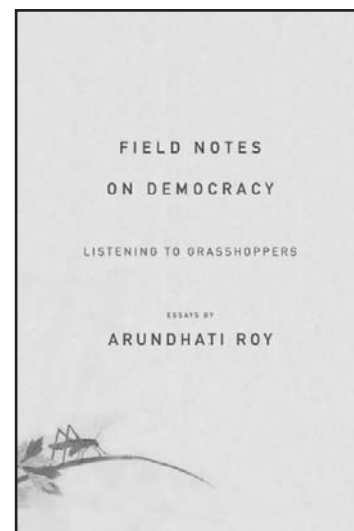 FIELD NOTES
ON DEMOCRACY
LISTENING TO GRASSHOPPERS
ESSAYS BY
ARUNDHATI ROY